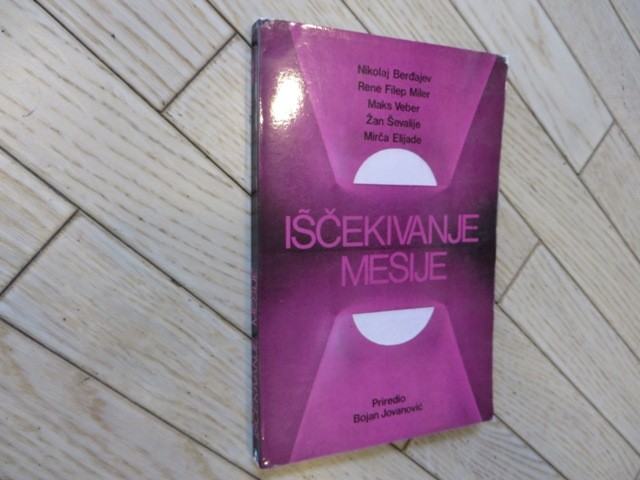 Nikolaj Berđajev
Rene Filep Miler
Maks Veber
Žan Ševalije
Mirča Elijade
IŠČEKIVANJE
MESIJE
Priredio
Bojan Jovanović